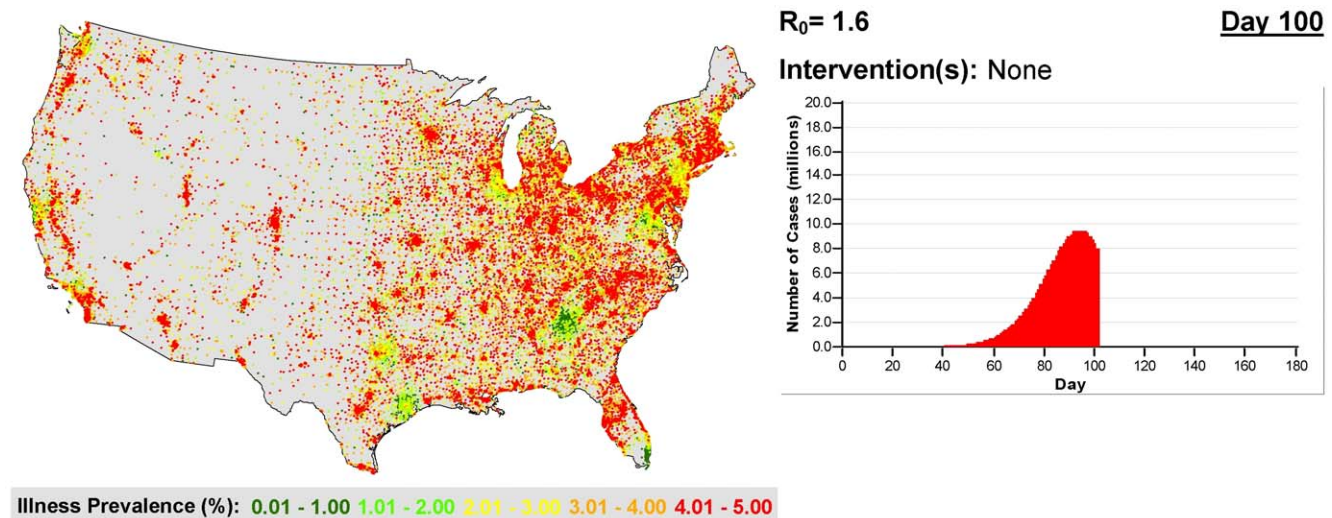 R0= 1.6 Day 100
Intervention(s): None
Number of Cases (millions)
20.0
18.0
16.0
14.0
12.0
10.0
8.0
6.0
4.0
2.0
0.0
0 20 40 60 80 100 120 140 160 180
Day
Illness Prevalence (%): 0.01 - 1.00 1.01 - 2.00 2.01 - 3.00 3.01 - 4.00 4.01 - 5.00